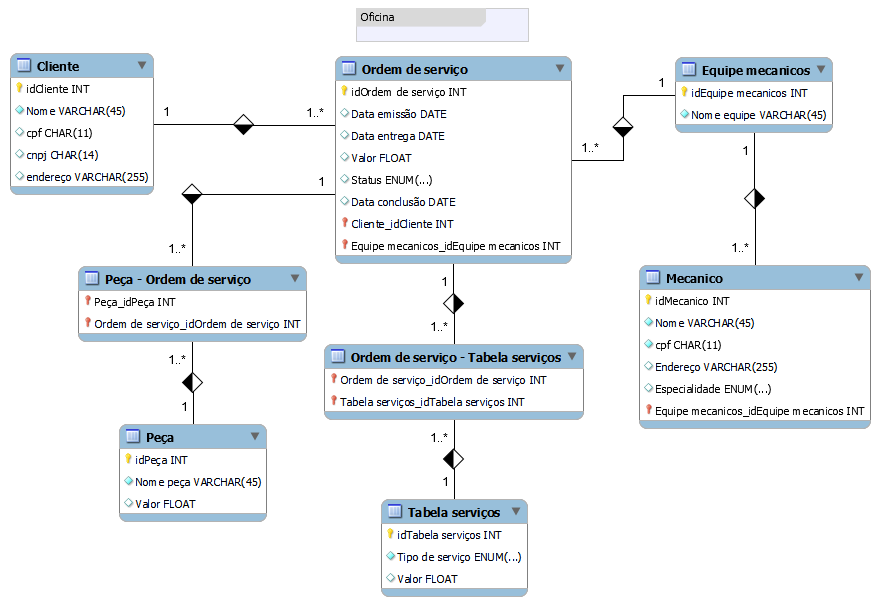 Oficina
Cliente
idCliente INT
Nome VARCHAR(45)
cpf CHAR(11)
cnpj CHAR(14)
endereço VARCHAR(255)
1
1..*
Ordem de serviço
idOrdem de serviço INT
Data emissão DATE
Data entrega DATE
Valor FLOAT
Status ENUM(...)
Data conclusão DATE
Cliente_idCliente INT
Equipe mecanicos_idEquipe mecanicos INT
1
1..*
Equipe mecanicos
idEquipe mecanicos INT
Nome equipe VARCHAR(45)
1
1..*
1
1..*
Peça - Ordem de serviço
Peça_idPeça INT
Ordem de serviço_idOrdem de serviço INT
1
1..*
Mecanico
idMecanico INT
Nome VARCHAR(45)
cpf CHAR(11)
Endereço VARCHAR(255)
Especialidade ENUM(...)
Equipe mecanicos_idEquipe mecanicos INT
Ordem de serviço - Tabela serviços
Ordem de serviço_idOrdem de serviço INT
Tabela serviços_idTabela serviços INT
1..*
1
Peça
idPeça INT
Nome peça VARCHAR(45)
Valor FLOAT
1..*
1
Tabela serviços
idTabela serviços INT
Tipo de serviço ENUM(...)
Valor FLOAT